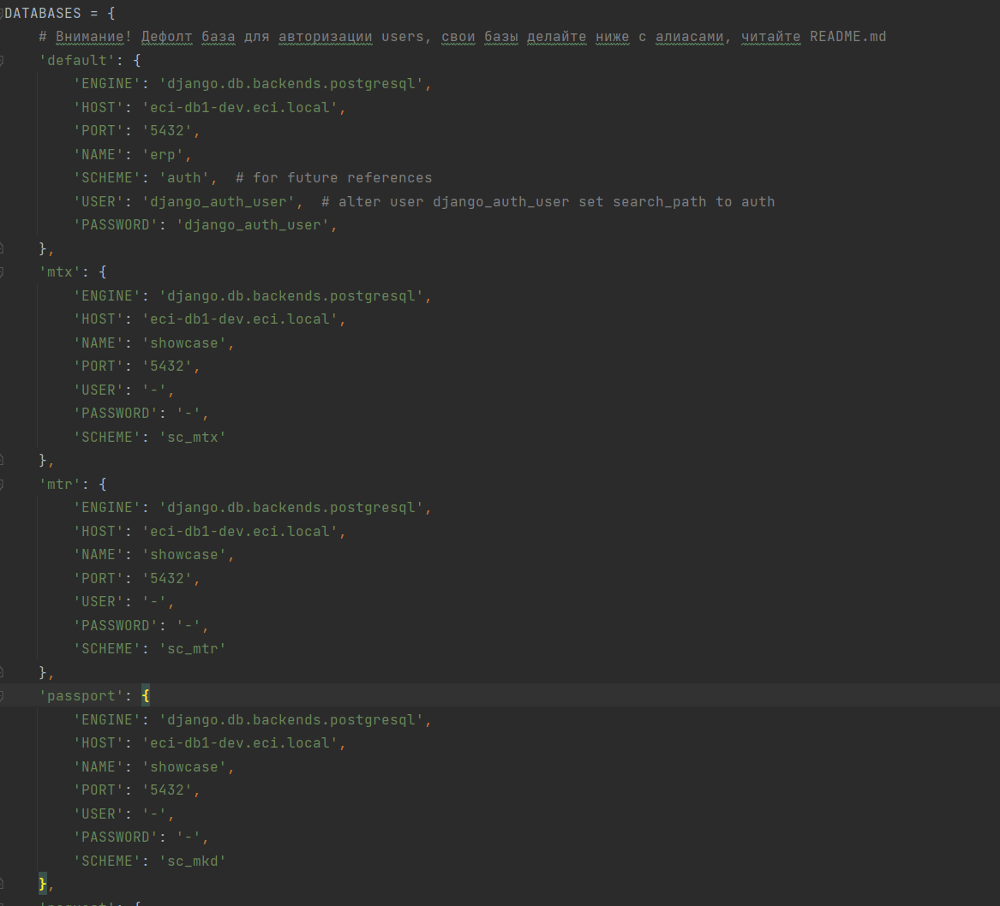 DATABASES = {
# Внимание! Дефолт база для авторизации users, свои базы делайте ниже с алиасами, читайте README.md
'default': {
'ENGINE': 'django.db.backends.postgresql',
'HOST': 'eci-db1-dev.eci.local',
'PORT': '5432',
'NAME': 'erp',
'SCHEME': 'auth',  # for future references
'USER': 'django_auth_user',  # alter user django_auth_user set search_path to auth
'PASSWORD': 'django_auth_user',
},
'mtx': {
'ENGINE': 'django.db.backends.postgresql',
'HOST': 'eci-db1-dev.eci.local',
'NAME': 'showcase',
'PORT': '5432',
'USER': '-',
'PASSWORD': '-',
'SCHEME': 'sc_mtx'
},
'mtr': {
'ENGINE': 'django.db.backends.postgresql',
'HOST': 'eci-db1-dev.eci.local',
'NAME': 'showcase',
'PORT': '5432',
'USER': '-',
'PASSWORD': '-',
'SCHEME': 'sc_mtr'
},
'passport': {
'ENGINE': 'django.db.backends.postgresql',
'HOST': 'eci-db1-dev.eci.local',
'NAME': 'showcase',
'PORT': '5432',
'USER': '-',
'PASSWORD': '-',
'SCHEME': 'sc_mkd'
},